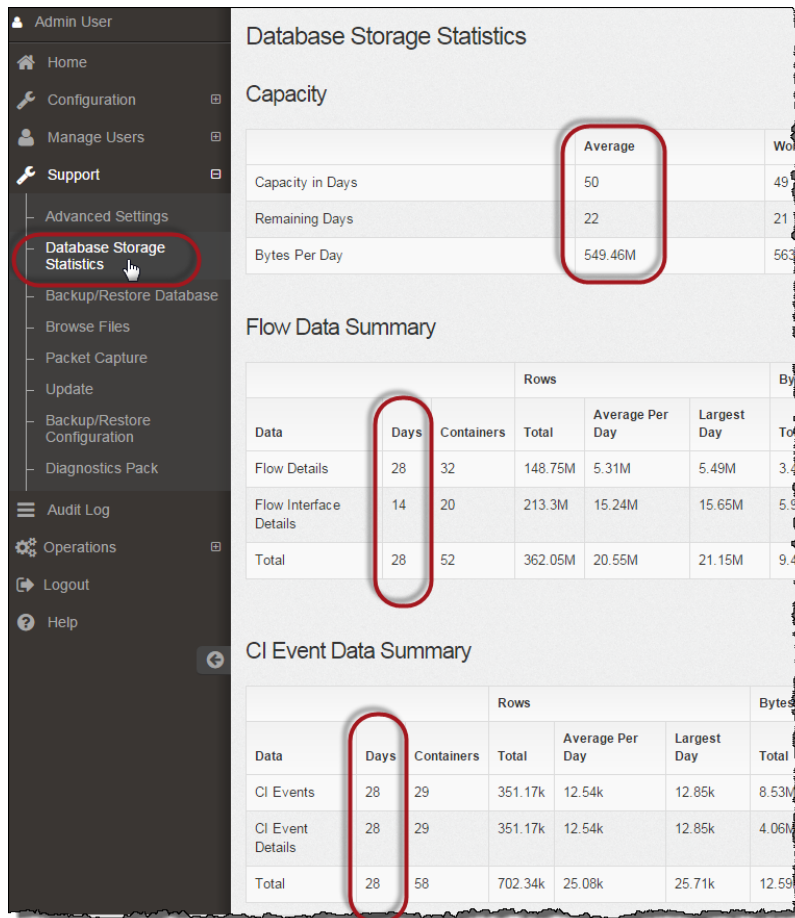 Admin User
Home
Configuration
Manage Users
Support
Advanced Settings
Database Storage
Statistics
Backup/Restore Database
Browse Files
Packet Capture
Update
Backup/Restore
Configuration
Diagnostics Pack
Audit Log
Operations
Logout
Help
Database Storage Statistics
Capacity
Average
Capacity in Days 50 49
Remaining Days 22 21
Bytes Per Day 549.46M 563
Flow Data Summary
Rows
Data Days Containers Total Average Per Day Largest Day
Flow Details 28 32 148.75M 5.31M 5.49M
Flow Interface Details 14 20 213.3M 15.24M 15.65M
Total 28 52 362.05M 20.55M 21.15M
CI Event Data Summary
Rows Bytes
Data Days Containers Total Average Per Day Largest Day Total
CI Events 28 29 351.17k 12.54k 12.85k 8.53M
CI Event Details 28 29 351.17k 12.54k 12.85k 4.06M
Total 28 58 702.34k 25.08k 25.71k 12.59